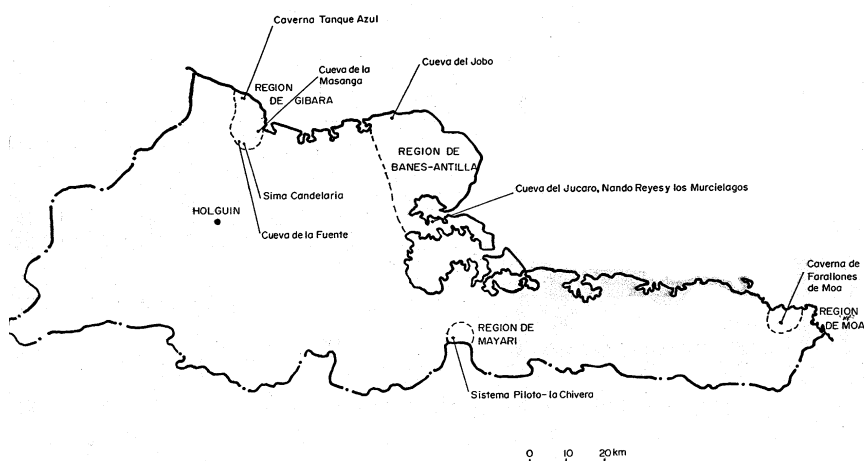 Caverna Tanque Azul
REGION
DE GIBARA
Cueva de la
Masanga
Cueva del Jobo
REGION DE
BANES-ANTILLA
Sima Candelaria
HOLGUIN
Cueva de la Fuente
Cueva del Jucaro, Nando Reyes y los Murcielagos
Caverna de
Farallones
de Moa
REGION
DE MOA
REGION DE
MAYARI
Sistema Piloto-la Chivera
0 10 20km